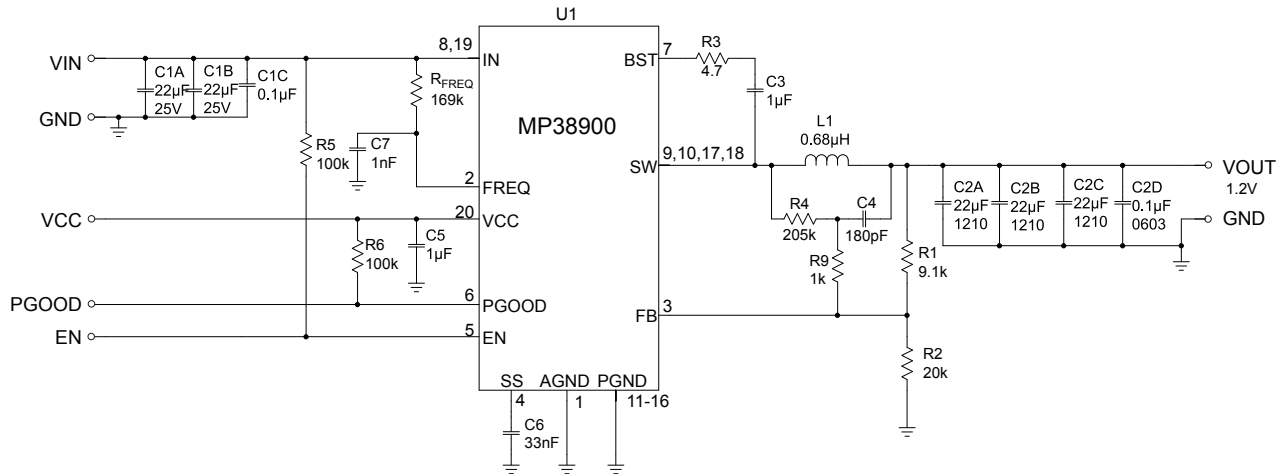 U1
MP38900
VIN
GND
C1A
22µF
25V
C1B
22µF
25V
C1C
0.1µF
8,19
IN
RFREQ
169k
C7
1nF
R5
100k
2
FREQ
VCC
20
VCC
R6
100k
C5
1µF
PGOOD
6
PGOOD
EN
5
EN
SS
4
AGND
1
PGND
11-16
C6
33nF
BST
7
R3
4.7
C3
1µF
L1
0.68µH
9,10,17,18
SW
R4
205k
C4
180pF
R9
1k
R1
9.1k
FB
3
R2
20k
C2A
22µF
1210
C2B
22µF
1210
C2C
22µF
1210
C2D
0.1µF
0603
VOUT
1.2V
GND